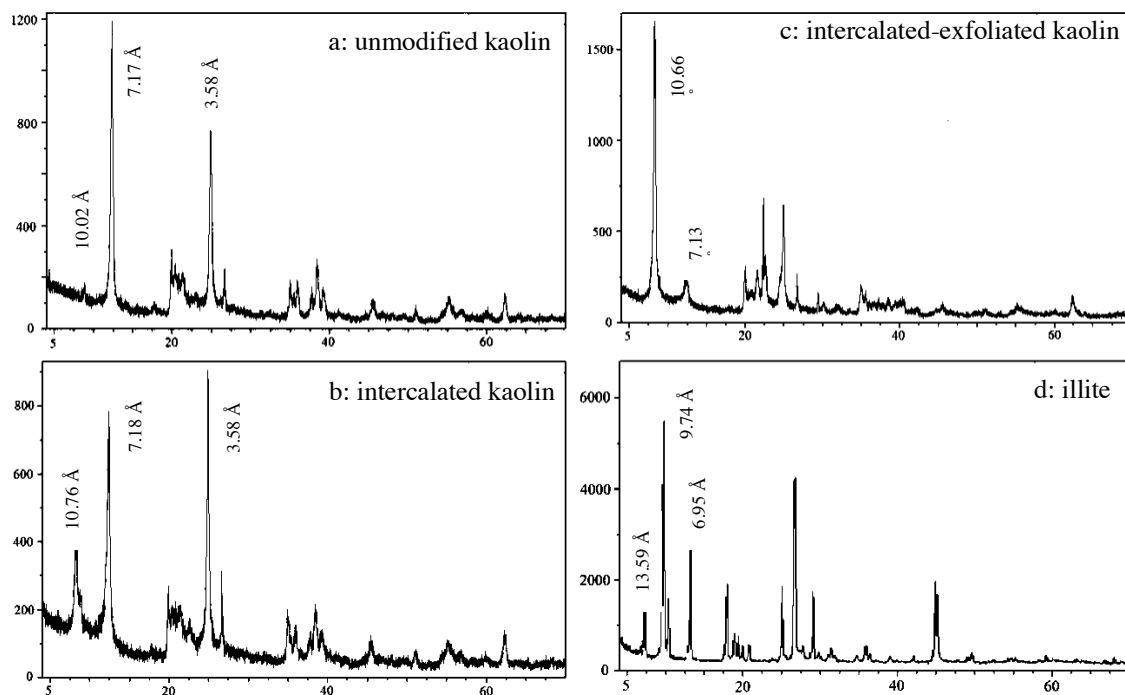 a: unmodified kaolin
1200
800
400
0
10.02 Å
7.17 Å
3.58 Å
5
20
40
60
c: intercalated-exfoliated kaolin
1500
1000
500
0
10.66 °
7.13 °
5
20
40
60
b: intercalated kaolin
800
600
400
200
0
10.76 Å
7.18 Å
3.58 Å
5
20
40
60
d: illite
6000
4000
2000
0
13.59 Å
9.74 Å
6.95 Å
5
20
40
60